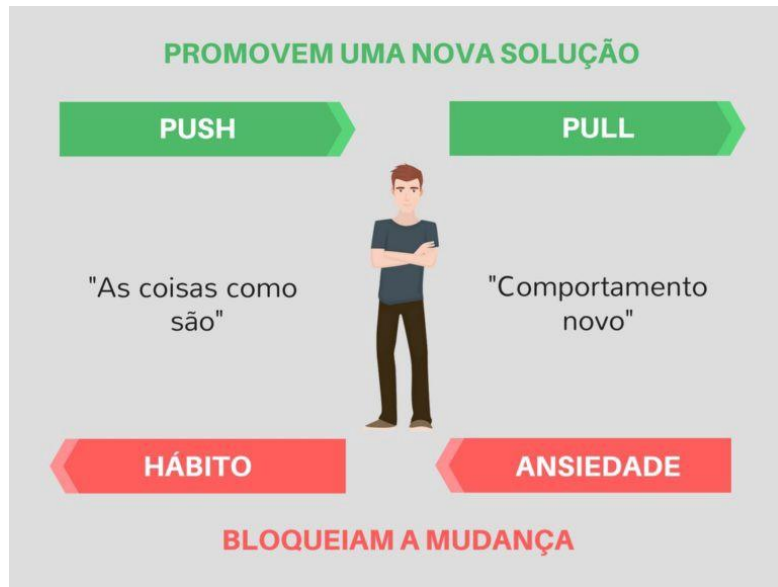 PROMOVEM UMA NOVA SOLUÇÃO
PUSH
PULL
"As coisas como
são"
"Comportamento
novo"
HÁBITO
ANSIEDADE
BLOQUEIAM A MUDANÇA